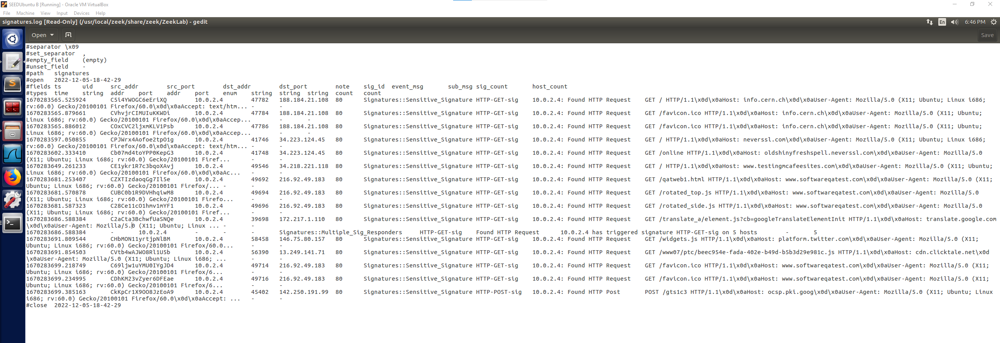 SEEDUbuntu B [Running] - Oracle VM VirtualBox
File Machine View Input Devices Help
signatures.log [Read-Only] (/usr/local/zeek/share/zeek/ZeekLab) - gedit En 6:46 PM
Open Save
#separator \x09
#set_separator ,
#empty_field (empty)
#unset_field -
#path signatures
#open 2022-12-05-18-42-29
#fields ts uid src_addr src_port dst_addr dst_port note sig_id event_msg sub_msg sig_count host_count
#types time string addr port addr port enum string string string count count
1670283565.525924 C5i4YWOGC6eEriXQ 10.0.2.4 47782 188.184.21.108 80 Signatures::Sensitive_Signature HTTP-GET-sig 10.0.2.4: Found HTTP Request GET / HTTP/1.1\x0d\x0aHost: info.cern.ch\x0d\x0aUser-Agent: Mozilla/5.0 (X11; Ubuntu; Linux i686;
rv:60.0) Gecko/20100101 Firefox/60.0\x0d\x0aAccept: text/htm... - -
1670283565.879661 CVhvjrCIMUIuKKWDi 10.0.2.4 47784 188.184.21.108 80 Signatures::Sensitive_Signature HTTP-GET-sig 10.0.2.4: Found HTTP Request GET /favicon.ico HTTP/1.1\x0d\x0aHost: info.cern.ch\x0d\x0aUser-Agent: Mozilla/5.0 (X11; Ubuntu;
Linux i686; rv:60.0) Gecko/20100101 Firefox/60.0\x0d\x0aAccep... - -
1670283565.886012 COxCVC2ljxmKLV1Psb 10.0.2.4 47786 188.184.21.108 80 Signatures::Sensitive_Signature HTTP-GET-sig 10.0.2.4: Found HTTP Request GET /favicon.ico HTTP/1.1\x0d\x0aHost: info.cern.ch\x0d\x0aUser-Agent: Mozilla/5.0 (X11; Ubuntu;
Linux i686; rv:60.0) Gecko/20100101 Firefox/60.0\x0d\x0aAccep... - -
1670283597.050855 CPJWrx4Aofoe2tpO1g 10.0.2.4 41746 34.223.124.45 80 Signatures::Sensitive_Signature HTTP-GET-sig 10.0.2.4: Found HTTP Request GET / HTTP/1.1\x0d\x0aHost: neverssl.com\x0d\x0aUser-Agent: Mozilla/5.0 (X11; Ubuntu; Linux i686;
rv:60.0) Gecko/20100101 Firefox/60.0\x0d\x0aAccept: text/htm... - -
1670283602.333410 Cb07md4toYPP0KepG3 10.0.2.4 41748 34.223.124.45 80 Signatures::Sensitive_Signature HTTP-GET-sig 10.0.2.4: Found HTTP Request GET /online HTTP/1.1\x0d\x0aHost: oldshinyfreshspell.neverssl.com\x0d\x0aUser-Agent: Mozilla/5.0
(X11; Ubuntu; Linux i686; rv:60.0) Gecko/20100101 Firef... - -
1670283649.261233 CE1ykr1R7c3bqoXAvj 10.0.2.4 49546 34.218.221.118 80 Signatures::Sensitive_Signature HTTP-GET-sig 10.0.2.4: Found HTTP Request GET / HTTP/1.1\x0d\x0aHost: www.testingmcafeesites.com\x0d\x0aUser-Agent: Mozilla/5.0 (X11; Ubuntu;
Linux i686; rv:60.0) Gecko/20100101 Firefox/60.0\x0d\x0aAc... - -
1670283681.253407 CZXTIzdaoqGg7Il5e 10.0.2.4 49692 216.92.49.183 80 Signatures::Sensitive_Signature HTTP-GET-sig 10.0.2.4: Found HTTP Request GET /qatweb1.html HTTP/1.1\x0d\x0aHost: www.softwareqatest.com\x0d\x0aUser-Agent: Mozilla/5.0 (X11;
Ubuntu; Linux i686; rv:60.0) Gecko/20100101 Firefox/... - -
1670283681.570878 CUBC0b1R9DVHhqiwM8 10.0.2.4 49694 216.92.49.183 80 Signatures::Sensitive_Signature HTTP-GET-sig 10.0.2.4: Found HTTP Request GET /rotated_top.js HTTP/1.1\x0d\x0aHost: www.softwareqatest.com\x0d\x0aUser-Agent: Mozilla/5.0
(X11; Ubuntu; Linux i686; rv:60.0) Gecko/20100101 Firefo... - -
1670283681.587323 C28Ce11cO1hmv1mYF1 10.0.2.4 49696 216.92.49.183 80 Signatures::Sensitive_Signature HTTP-GET-sig 10.0.2.4: Found HTTP Request GET /rotated_side.js HTTP/1.1\x0d\x0aHost: www.softwareqatest.com\x0d\x0aUser-Agent: Mozilla/5.0
(X11; Ubuntu; Linux i686; rv:60.0) Gecko/20100101 Firef... - -
1670283686.588384 C2aCta3BchwfUaSNQe 10.0.2.4 39698 172.217.1.110 80 Signatures::Sensitive_Signature HTTP-GET-sig 10.0.2.4: Found HTTP Request GET /translate_a/element.js?cb=googleTranslateElementInit HTTP/1.1\x0d\x0aHost: translate.google.com
\x0d\x0aUser-Agent: Mozilla/5.0 (X11; Ubuntu; Linux ... - -
1670283686.588384 - 10.0.2.4 - - - Signatures::Multiple_Sig_Responders HTTP-GET-sig Found HTTP Request 10.0.2.4 has triggered signature HTTP-GET-sig on 5 hosts - 5
1670283691.809544 CHbMON11yrtjpNlBM 10.0.2.4 58458 146.75.80.157 80 Signatures::Sensitive_Signature HTTP-GET-sig 10.0.2.4: Found HTTP Request GET /widgets.js HTTP/1.1\x0d\x0aHost: platform.twitter.com\x0d\x0aUser-Agent: Mozilla/5.0 (X11;
Ubuntu; Linux i686; rv:60.0) Gecko/20100101 Firefox/60.0... - -
1670283691.854503 CVtb4wAJWO8Rl1U5b 10.0.2.4 56390 13.249.141.71 80 Signatures::Sensitive_Signature HTTP-GET-sig 10.0.2.4: Found HTTP Request GET /www07/ptc/beec954e-fada-402e-b49d-b5b3d29e981c.js HTTP/1.1\x0d\x0aHost: cdn.clicktale.net\x0d
\x0aUser-Agent: Mozilla/5.0 (X11; Ubuntu; Linux i686; ... - -
1670283699.218749 C69ljw1uYMU0IYgJD4 10.0.2.4 49714 216.92.49.183 80 Signatures::Sensitive_Signature HTTP-GET-sig 10.0.2.4: Found HTTP Request GET /favicon.ico HTTP/1.1\x0d\x0aHost: www.softwareqatest.com\x0d\x0aUser-Agent: Mozilla/5.0 (X11;
Ubuntu; Linux i686; rv:60.0) Gecko/20100101 Firefox/6... - -
1670283699.234995 CDhKM23vZyer6DFEae 10.0.2.4 49716 216.92.49.183 80 Signatures::Sensitive_Signature HTTP-GET-sig 10.0.2.4: Found HTTP Request GET /favicon.ico HTTP/1.1\x0d\x0aHost: www.softwareqatest.com\x0d\x0aUser-Agent: Mozilla/5.0 (X11;
Ubuntu; Linux i686; rv:60.0) Gecko/20100101 Firefox/6... - -
1670283699.385163 CkKpCr1X9OO8JzEoA9 10.0.2.4 45402 142.250.191.99 80 Signatures::Sensitive_Signature HTTP-POST-sig 10.0.2.4: Found HTTP Post POST /gts1c3 HTTP/1.1\x0d\x0aHost: ocsp.pki.goog\x0d\x0aUser-Agent: Mozilla/5.0 (X11; Ubuntu; Linux
i686; rv:60.0) Gecko/20100101 Firefox/60.0\x0d\x0aAccept: ... - -
#close 2022-12-05-18-42-29